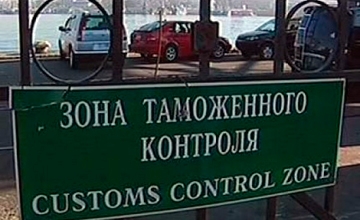 ЗОНА ТАМОЖЕННОГО
КОНТРОЛЯ
CUSTOMS CONTROL ZONE